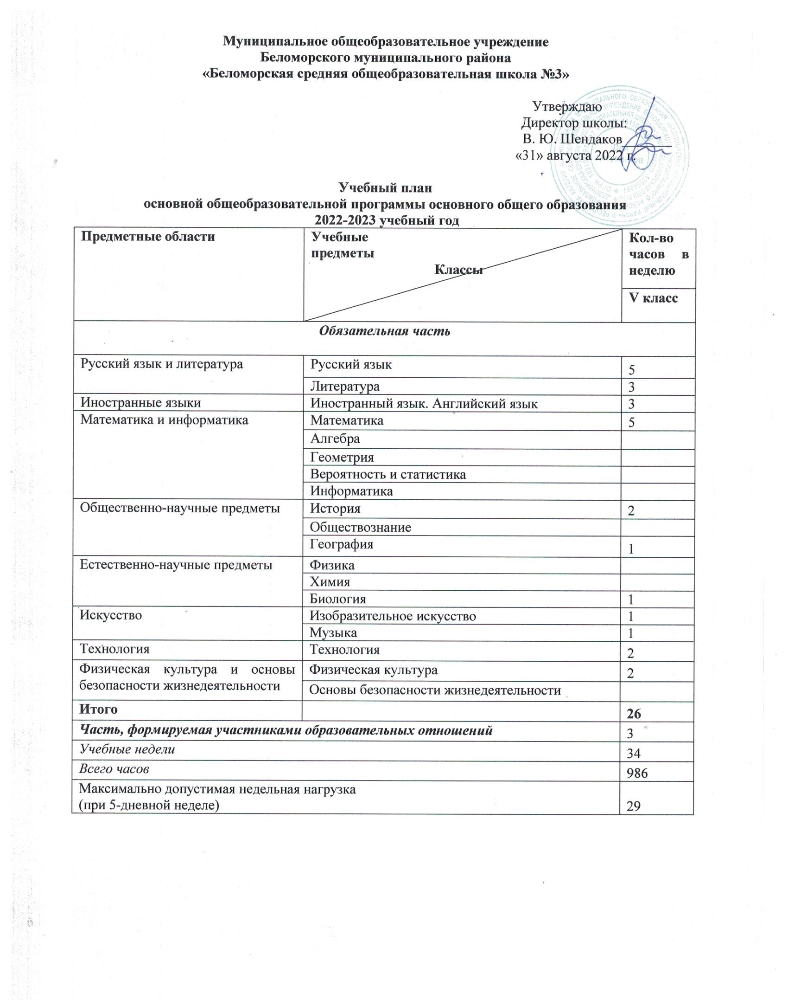 Муниципальное общеобразовательное учреждение
Беломорского муниципального района
«Беломорская средняя общеобразовательная школа №3»
Утверждаю
Директор школы:
В. Ю. Шендаков
«31» августа 2022 г.
Учебный план
основной общеобразовательной программы основного общего образования
2022-2023 учебный год
Предметные области
Учебные
предметы
Классы
Кол-во
часов в
неделю
V класс
Обязательная часть
Русский язык и литература
Русский язык
5
Литература
3
Иностранные языки
Иностранный язык. Английский язык
3
Математика и информатика
Математика
5
Алгебра
Геометрия
Вероятность и статистика
Информатика
Общественно-научные предметы
История
2
Обществознание
География
1
Естественно-научные предметы
Физика
Химия
Биология
1
Искусство
Изобразительное искусство
1
Музыка
1
Технология
Технология
2
Физическая культура и основы
безопасности жизнедеятельности
Физическая культура
2
Основы безопасности жизнедеятельности
Итого
26
Часть, формируемая участниками образовательных отношений
3
Учебные недели
34
Всего часов
986
Максимально допустимая недельная нагрузка
(при 5-дневной неделе)
29